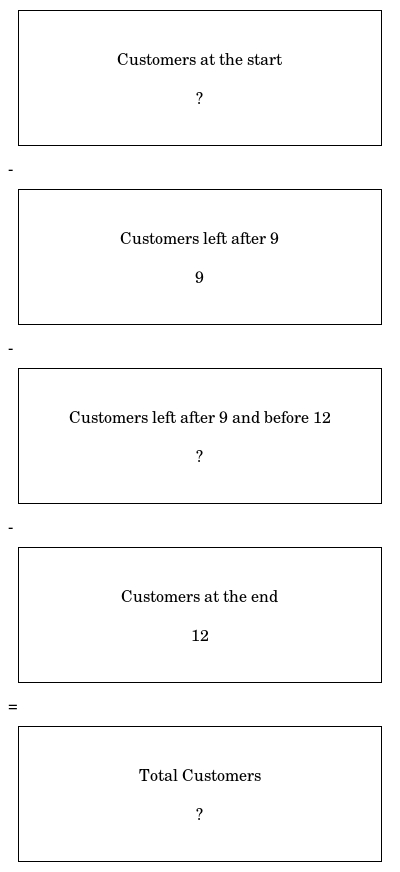 Customers at the start
?
-
Customers left after 9
9
-
Customers left after 9 and before 12
?
-
Customers at the end
12
=
Total Customers
?